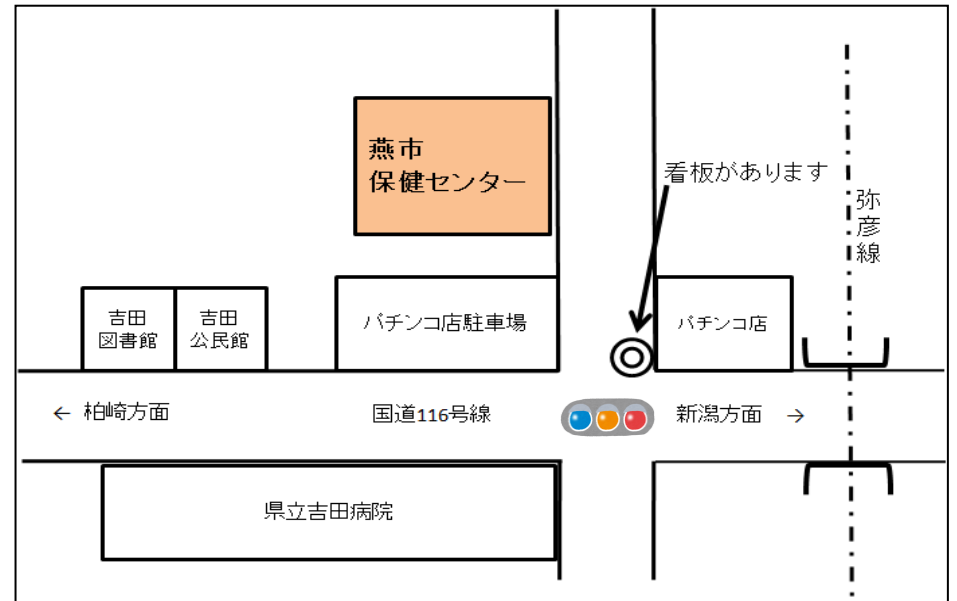 燕市
保健センター
看板があります
弥彦線
吉田
図書館
吉田
公民館
パチンコ店駐車場
パチンコ店
← 柏崎方面
国道116号線
新潟方面 →
県立吉田病院